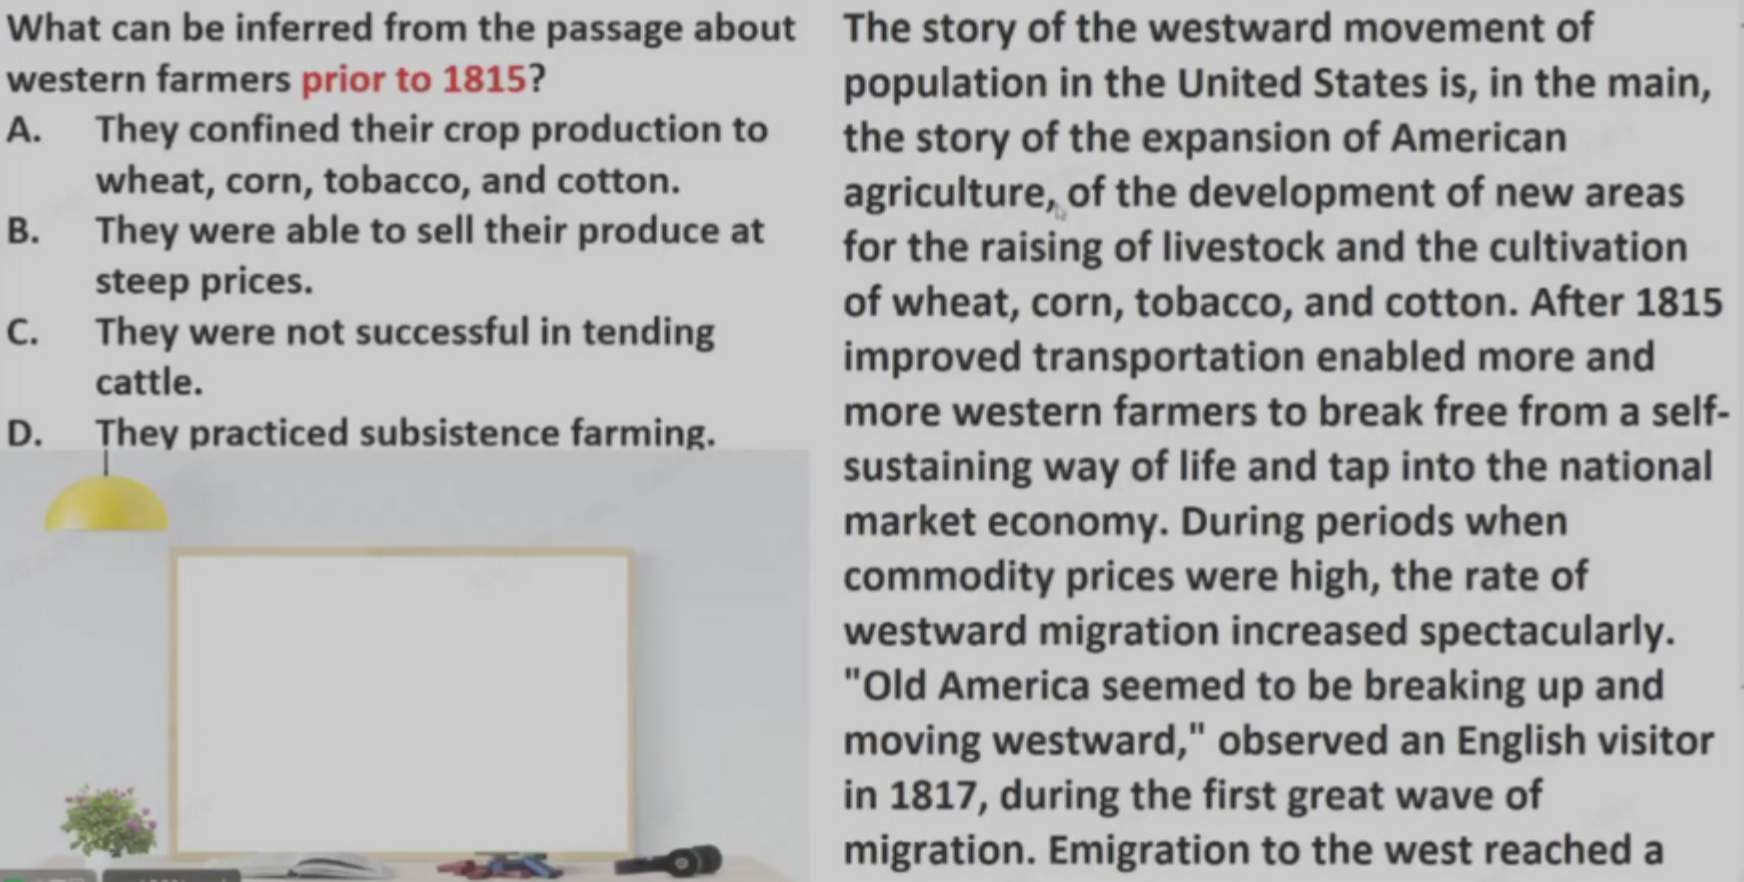 What can be inferred from the passage about
western farmers prior to 1815?
A. They confined their crop production to
wheat, corn, tobacco, and cotton.
B. They were able to sell their produce at
steep prices.
C. They were not successful in tending
cattle.
D. They practiced subsistence farming.
The story of the westward movement of
population in the United States is, in the main,
the story of the expansion of American
agriculture, of the development of new areas
for the raising of livestock and the cultivation
of wheat, corn, tobacco, and cotton. After 1815
improved transportation enabled more and
more western farmers to break free from a self-
sustaining way of life and tap into the national
market economy. During periods when
commodity prices were high, the rate of
westward migration increased spectacularly.
"Old America seemed to be breaking up and
moving westward," observed an English visitor
in 1817, during the first great wave of
migration. Emigration to the west reached a